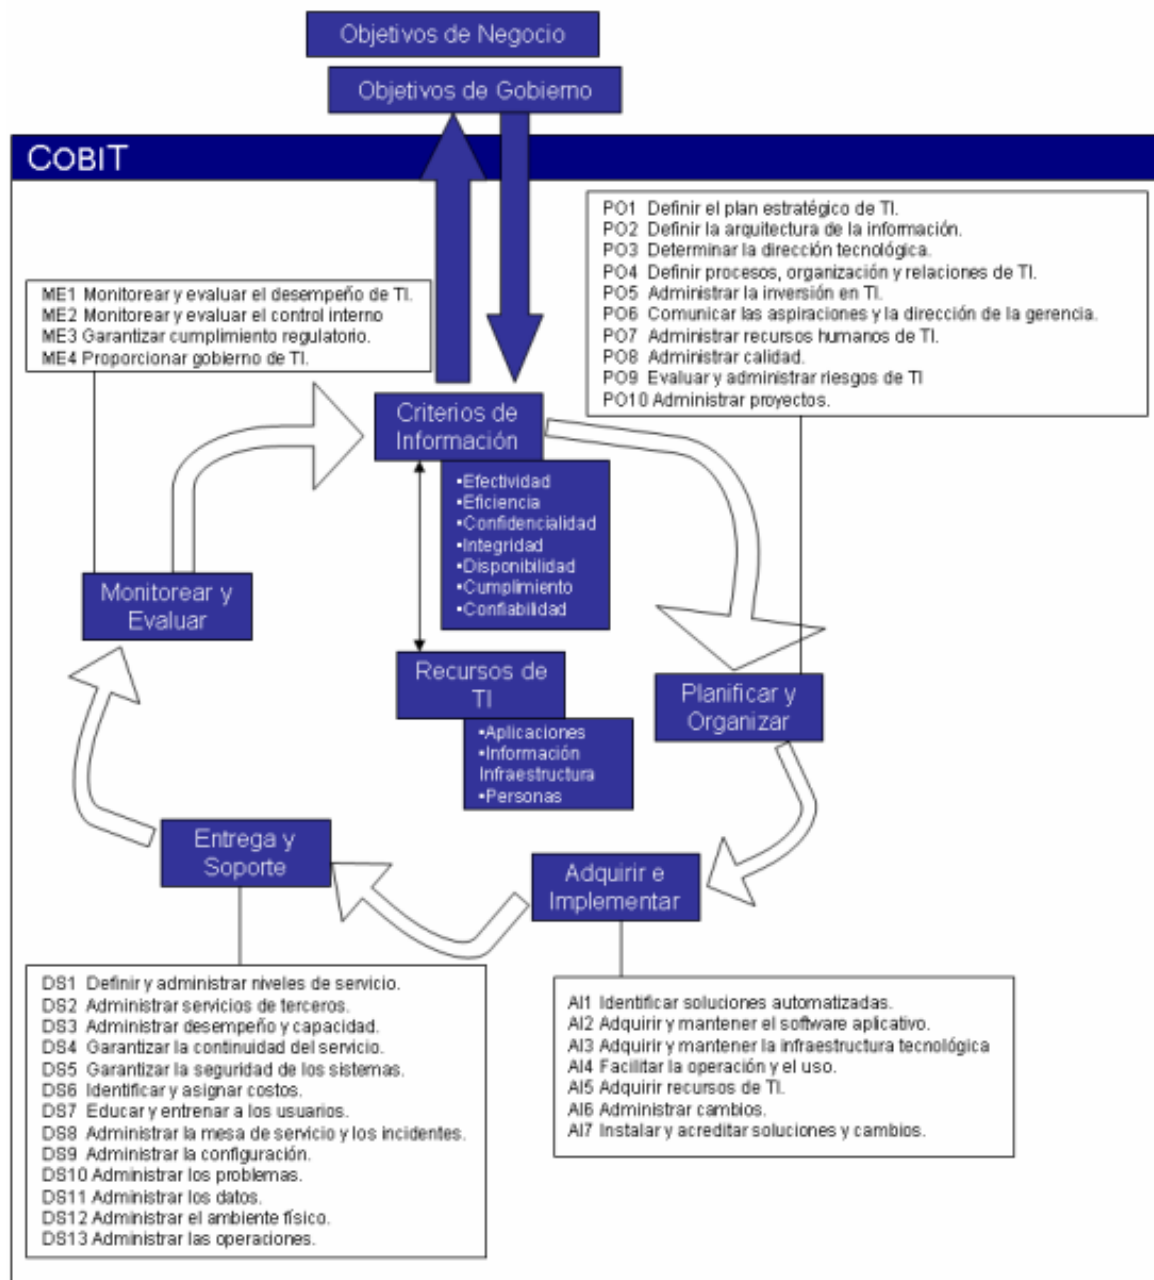 Objetivos de Negocio
Objetivos de Gobierno
COBIT
PO1 Definir el plan estratégico de TI.
PO2 Definir la arquitectura de la información.
PO3 Determinar la dirección tecnológica.
PO4 Definir procesos, organización y relaciones de TI.
PO5 Administrar la inversión en TI.
PO6 Comunicar las aspiraciones y la dirección de la gerencia.
PO7 Administrar recursos humanos de TI.
PO8 Administrar calidad.
PO9 Evaluar y administrar riesgos de TI
PO10 Administrar proyectos.
ME1 Monitorear y evaluar el desempeño de TI.
ME2 Monitorear y evaluar el control interno
ME3 Garantizar cumplimiento regulatorio.
ME4 Proporcionar gobierno de TI.
Criterios de
Información
•Efectividad
•Eficiencia
•Confidencialidad
•Integridad
•Disponibilidad
•Cumplimiento
•Confiabilidad
Monitorear y
Evaluar
Recursos de
TI
•Aplicaciones
•Información
Infraestructura
•Personas
Planificar y
Organizar
Entrega y
Soporte
Adquirir e
Implementar
DS1 Definir y administrar niveles de servicio.
DS2 Administrar servicios de terceros.
DS3 Administrar desempeño y capacidad.
DS4 Garantizar la continuidad del servicio.
DS5 Garantizar la seguridad de los sistemas.
DS6 Identificar y asignar costos.
DS7 Educar y entrenar a los usuarios.
DS8 Administrar la mesa de servicio y los incidentes.
DS9 Administrar la configuración.
DS10 Administrar los problemas.
DS11 Administrar los datos.
DS12 Administrar el ambiente físico.
DS13 Administrar las operaciones.
AI1 Identificar soluciones automatizadas.
AI2 Adquirir y mantener el software aplicativo.
AI3 Adquirir y mantener la infraestructura tecnológica
AI4 Facilitar la operación y el uso.
AI5 Adquirir recursos de TI.
AI6 Administrar cambios.
AI7 Instalar y acreditar soluciones y cambios.